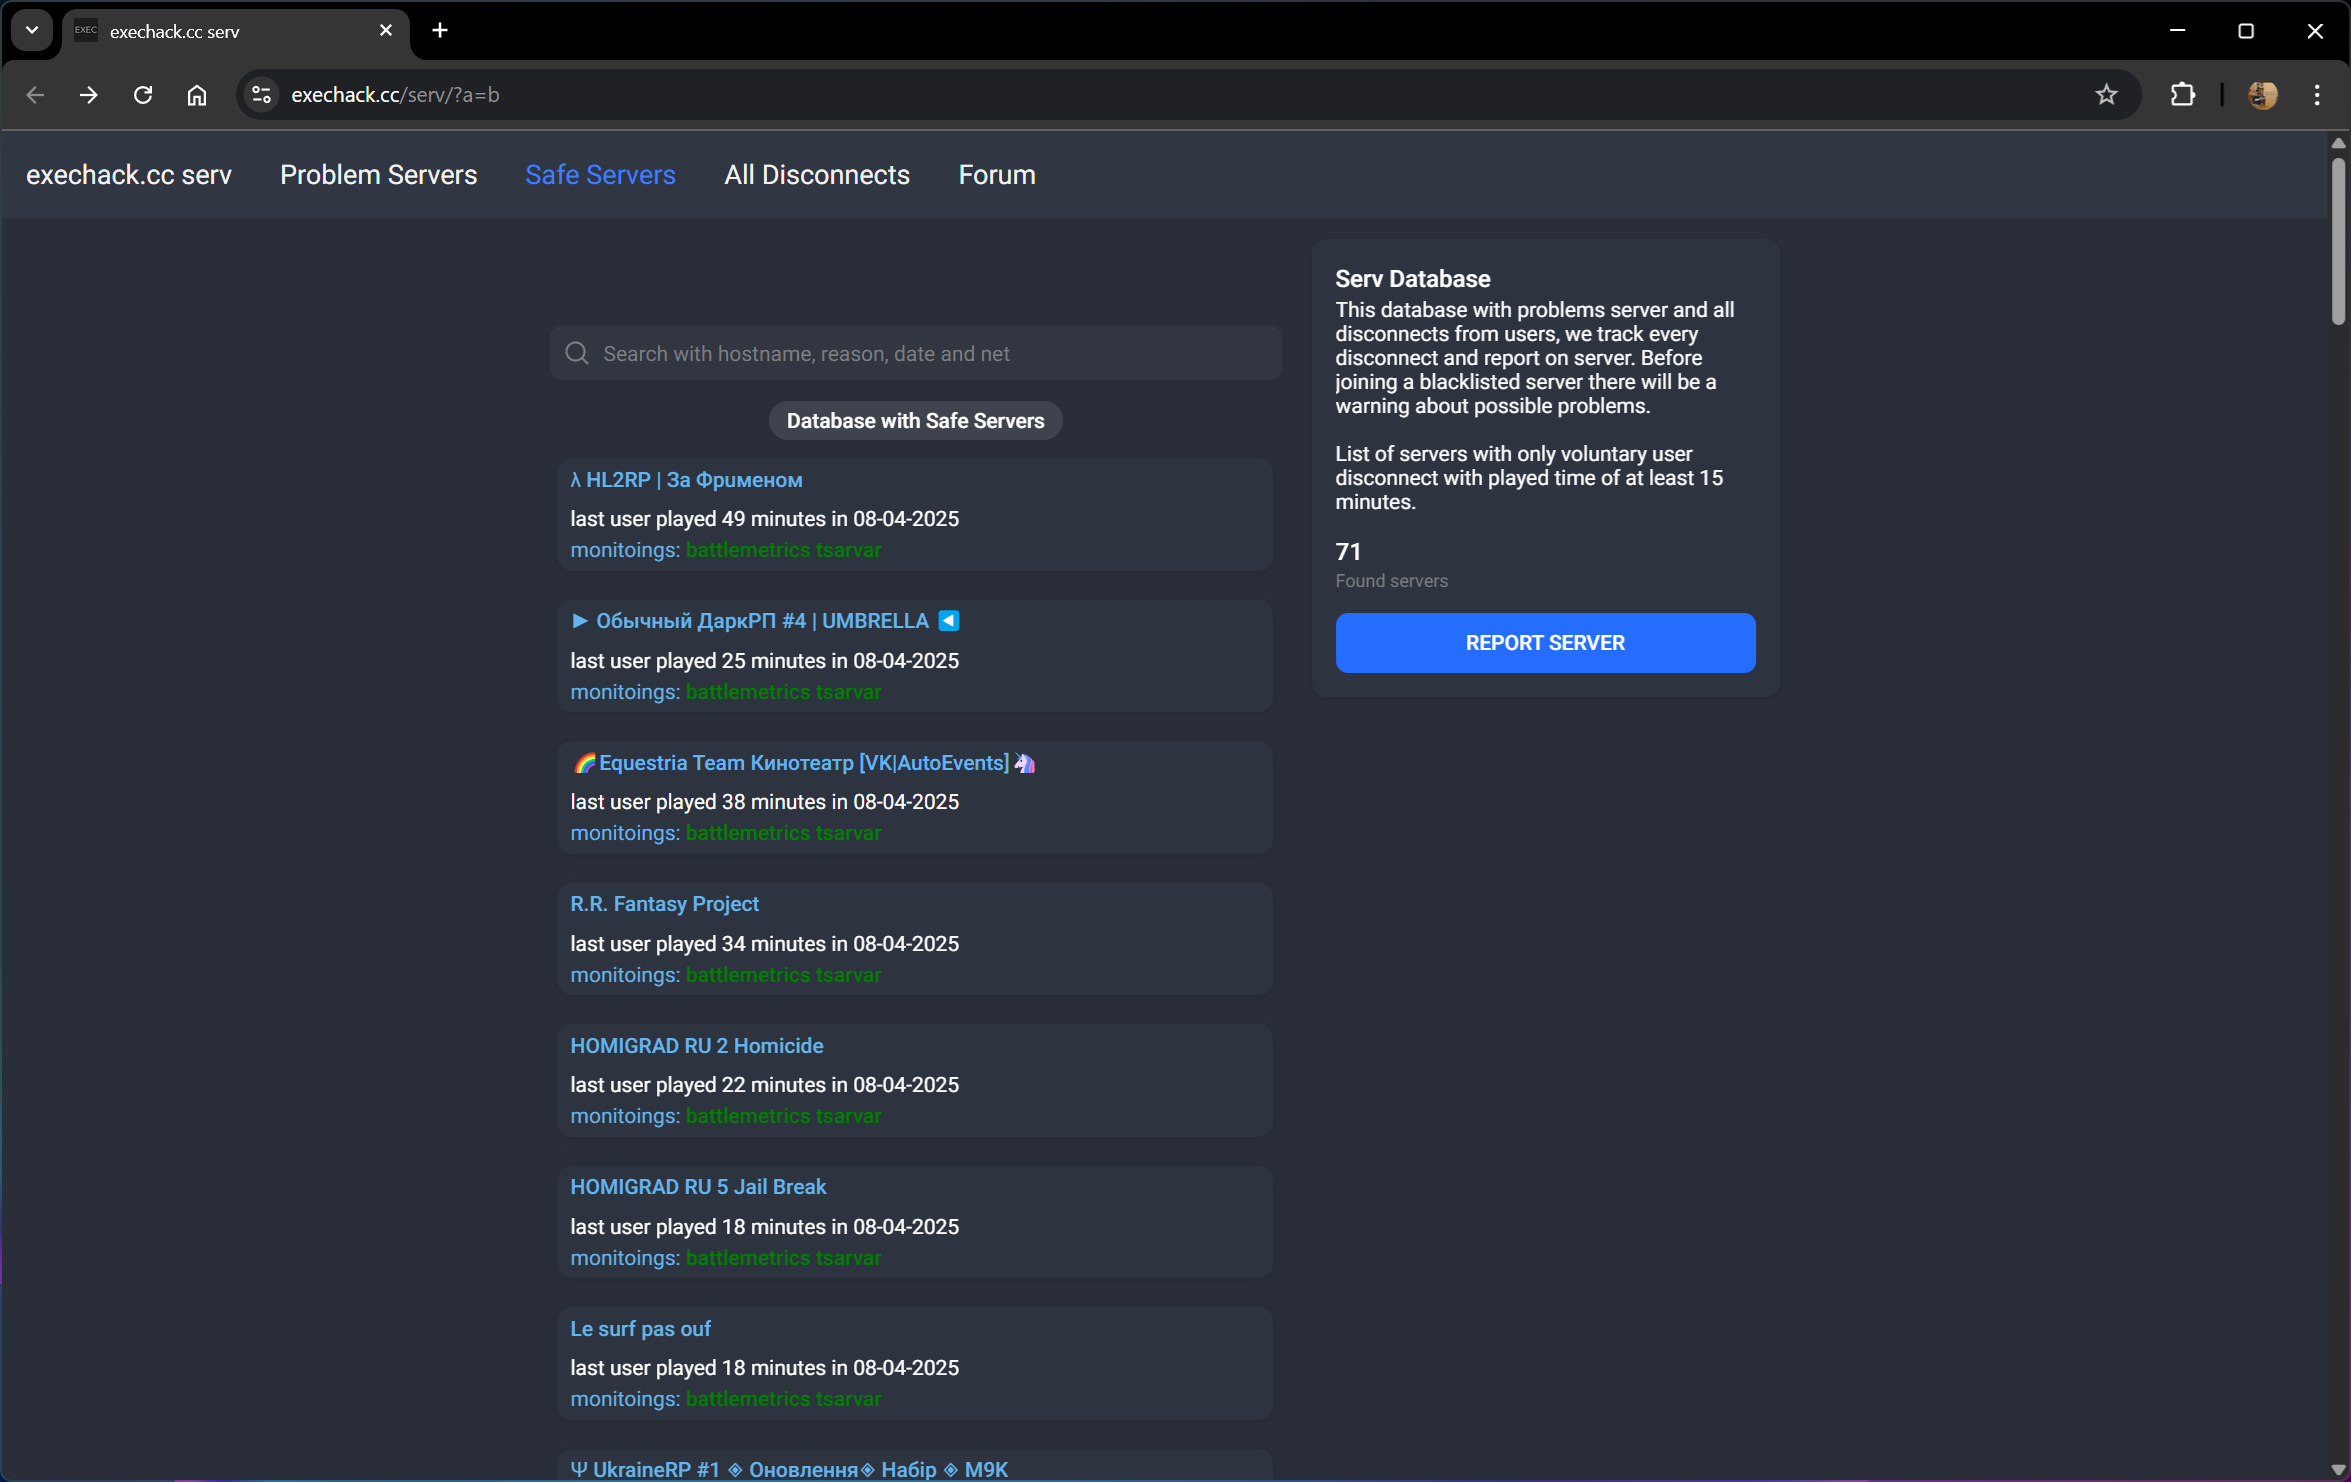 EXEC
exechack.cc serv
exechack.cc/serv/?a=b
exechack.cc serv
Problem Servers
Safe Servers
All Disconnects
Forum
Search with hostname, reason, date and net
Database with Safe Servers
λ HL2RP | За Фрименом
last user played 49 minutes in 08-04-2025
monitoings: battlemetrics tsarvar
► Обычный ДаркРП #4 | UMBRELLA ◀️
last user played 25 minutes in 08-04-2025
monitoings: battlemetrics tsarvar
🌈Equestria Team Кинотеатр [VK|AutoEvents]🦄
last user played 38 minutes in 08-04-2025
monitoings: battlemetrics tsarvar
R.R. Fantasy Project
last user played 34 minutes in 08-04-2025
monitoings: battlemetrics tsarvar
HOMIGRAD RU 2 Homicide
last user played 22 minutes in 08-04-2025
monitoings: battlemetrics tsarvar
HOMIGRAD RU 5 Jail Break
last user played 18 minutes in 08-04-2025
monitoings: battlemetrics tsarvar
Le surf pas ouf
last user played 18 minutes in 08-04-2025
monitoings: battlemetrics tsarvar
Ψ UkraineRP #1 ◈ Оновлення◈ Набір ◈ M9K
Serv Database
This database with problems server and all
disconnects from users, we track every
disconnect and report on server. Before
joining a blacklisted server there will be a
warning about possible problems.
List of servers with only voluntary user
disconnect with played time of at least 15
minutes.
71
Found servers
REPORT SERVER